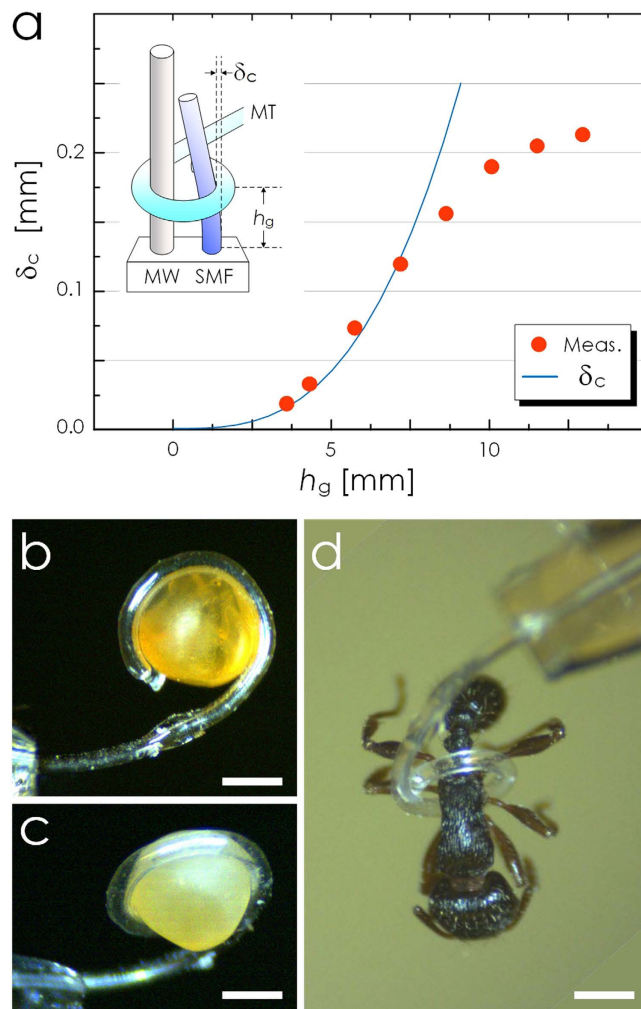 a
δc
MT
hg
MW SMF
0.2
0.1
0.0
δc [mm]
Meas.
δc
0 5 10
hg [mm]
b
c
d